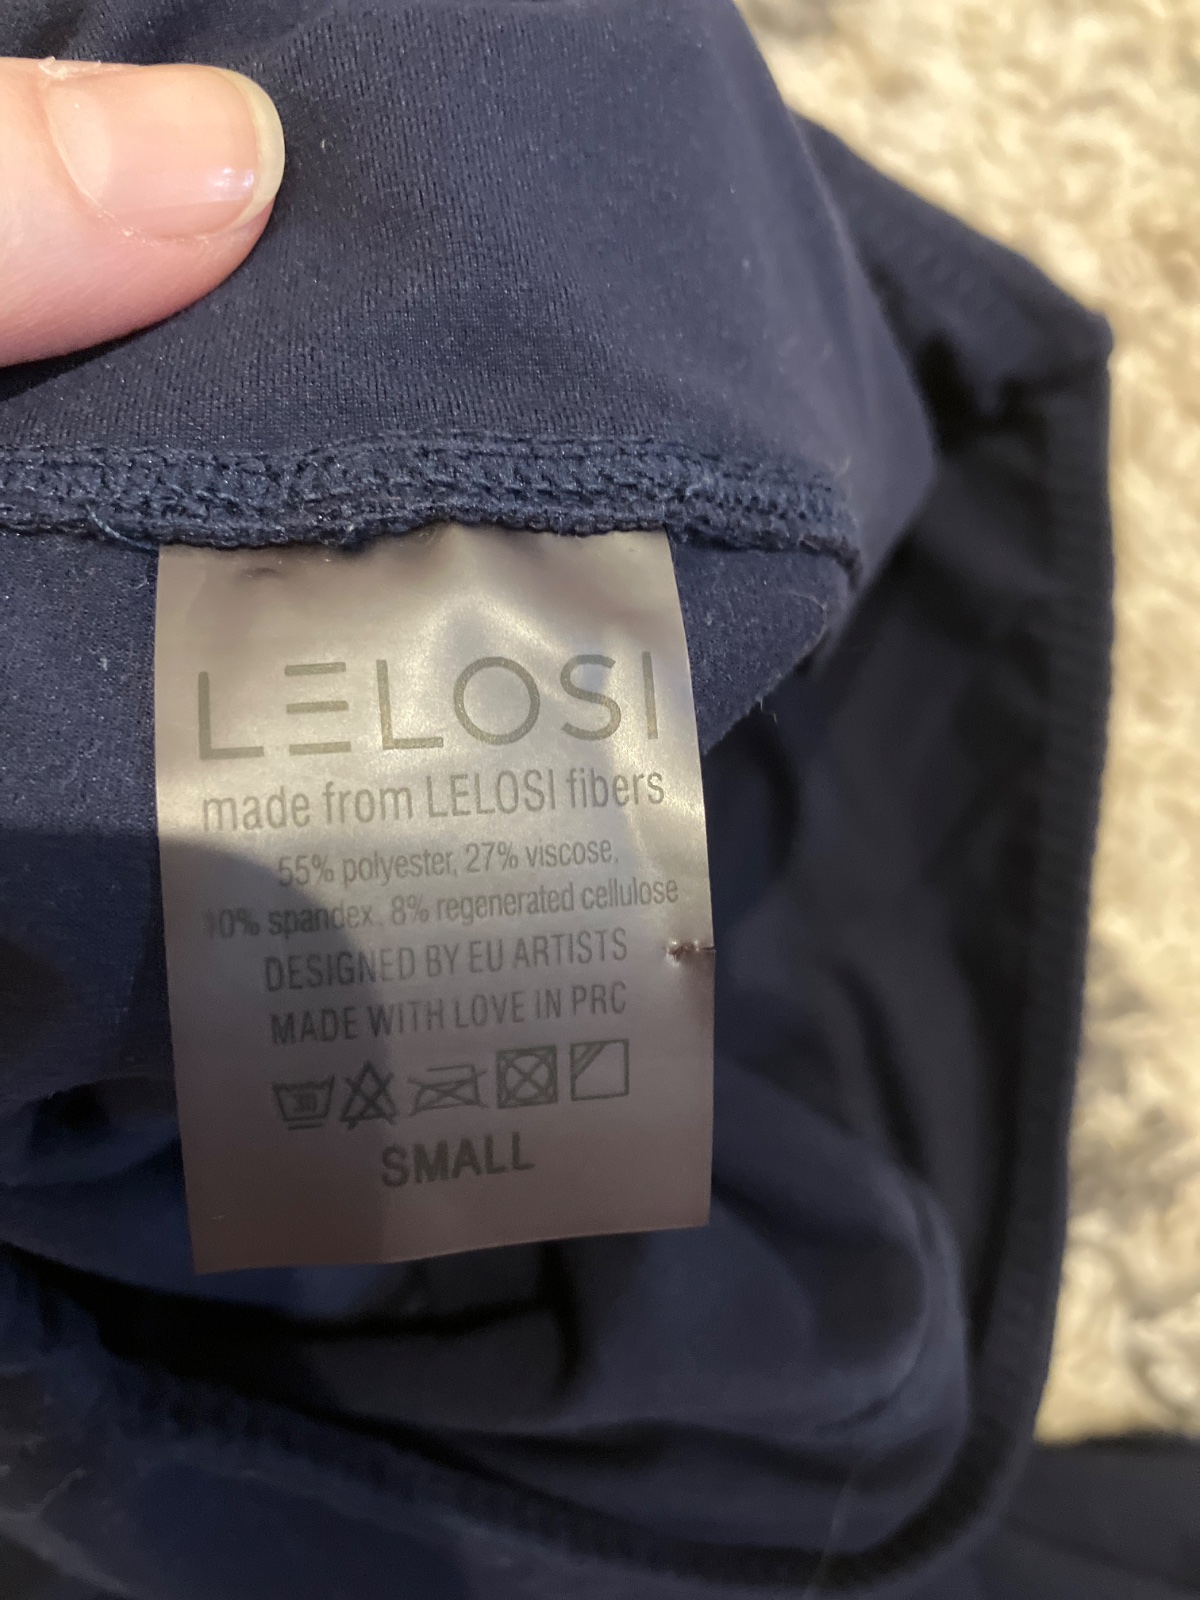 LELOSI
made from LELOSI fibers
55% polyester, 27% viscose,
10% spandex, 8% regenerated cellulose
DESIGNED BY EU ARTISTS
MADE WITH LOVE IN PRC
30
SMALL